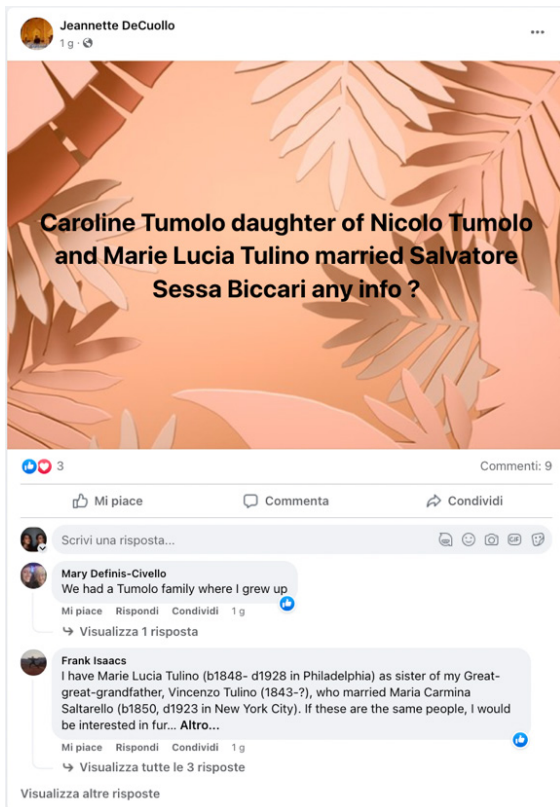 Jeannette DeCuollo
1 g ·
Caroline Tumolo daughter of Nicolo Tumolo
and Marie Lucia Tulino married Salvatore
Sessa Biccari any info ?
3
Commenti: 9
Mi piace
Commenta
Condividi
Scrivi una risposta...
GIF
Mary Definis-Civello
We had a Tumolo family where I grew up
Mi piace Rispondi Condividi 1 g
Visualizza 1 risposta
Frank Isaacs
I have Marie Lucia Tulino (b1848- d1928 in Philadelphia) as sister of my Great-
great-grandfather, Vincenzo Tulino (1843-?), who married Maria Carmina
Saltarello (b1850, d1923 in New York City). If these are the same people, I would
be interested in fur... Altro...
Mi piace Rispondi Condividi 1 g
Visualizza tutte le 3 risposte
Visualizza altre risposte